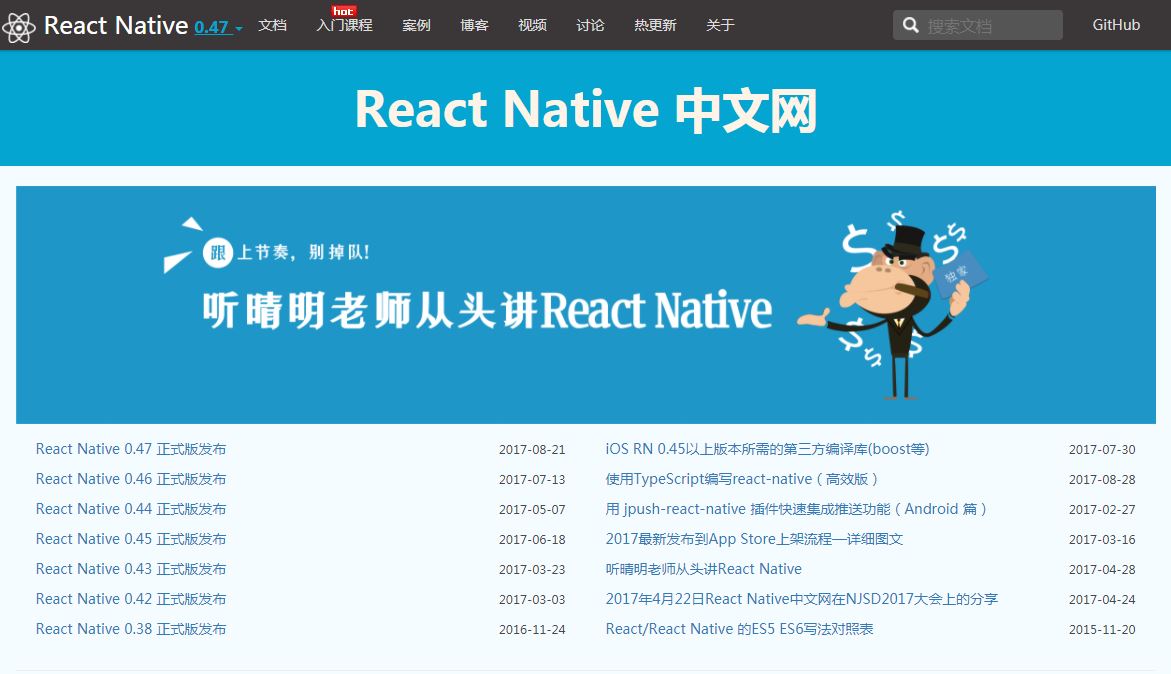 React Native 0.47 文档 入门课程 hot 案例 博客 视频 讨论 热更新 关于 搜索文档 GitHub
React Native 中文网
跟上节奏，别掉队!
听晴明老师从头讲React Native
独家
React Native 0.47 正式版发布 2017-08-21
iOS RN 0.45以上版本所需的第三方编译库(boost等) 2017-07-30
React Native 0.46 正式版发布 2017-07-13
使用TypeScript编写react-native（高效版） 2017-08-28
React Native 0.44 正式版发布 2017-05-07
用 jpush-react-native 插件快速集成推送功能（Android 篇） 2017-02-27
React Native 0.45 正式版发布 2017-06-18
2017最新发布到App Store上架流程—详细图文 2017-03-16
React Native 0.43 正式版发布 2017-03-23
听晴明老师从头讲React Native 2017-04-28
React Native 0.42 正式版发布 2017-03-03
2017年4月22日React Native中文网在NJSD2017大会上的分享 2017-04-24
React Native 0.38 正式版发布 2016-11-24
React/React Native 的ES5 ES6写法对照表 2015-11-20